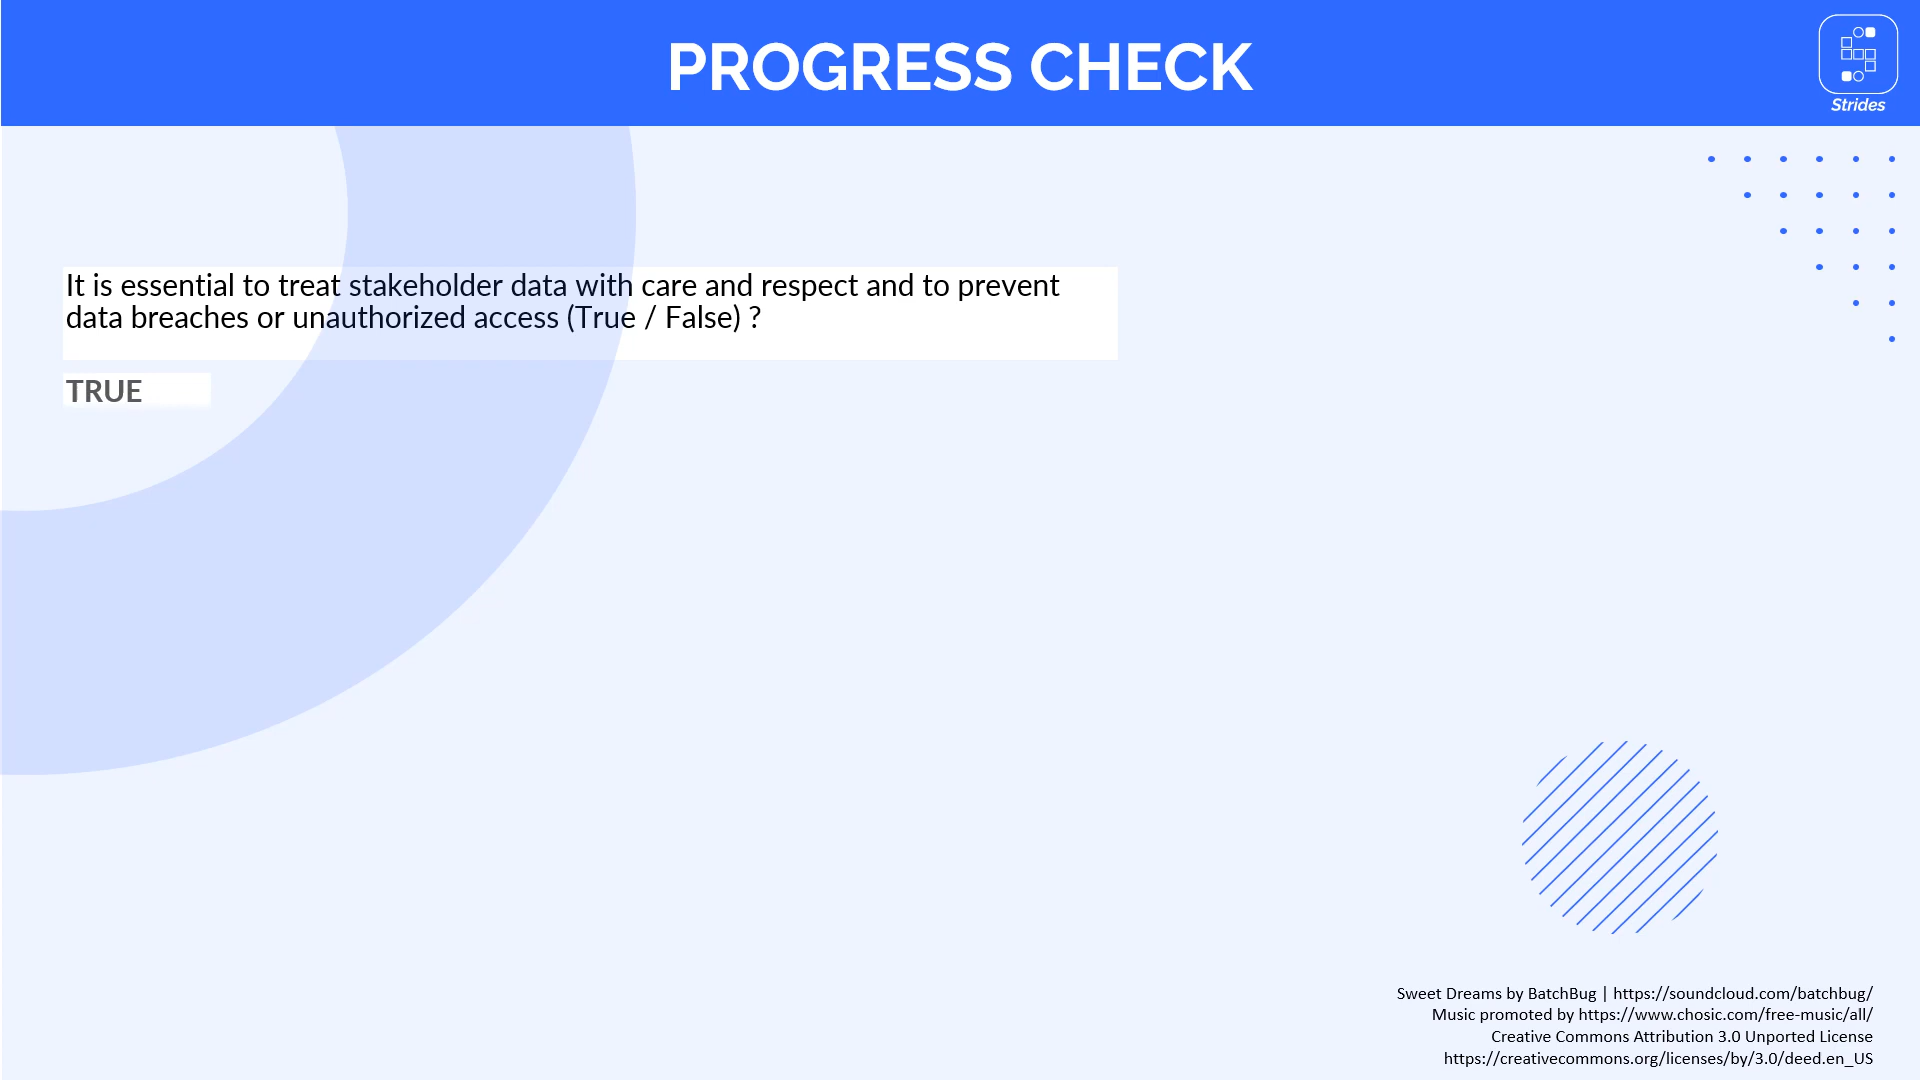 PROGRESS CHECK
Strides
It is essential to treat stakeholder data with care and respect and to prevent
data breaches or unauthorized access (True / False) ?
TRUE
Sweet Dreams by BatchBug | https://soundcloud.com/batchbug/
Music promoted by https://www.chosic.com/free-music/all/
Creative Commons Attribution 3.0 Unported License
https://creativecommons.org/licenses/by/3.0/deed.en_US